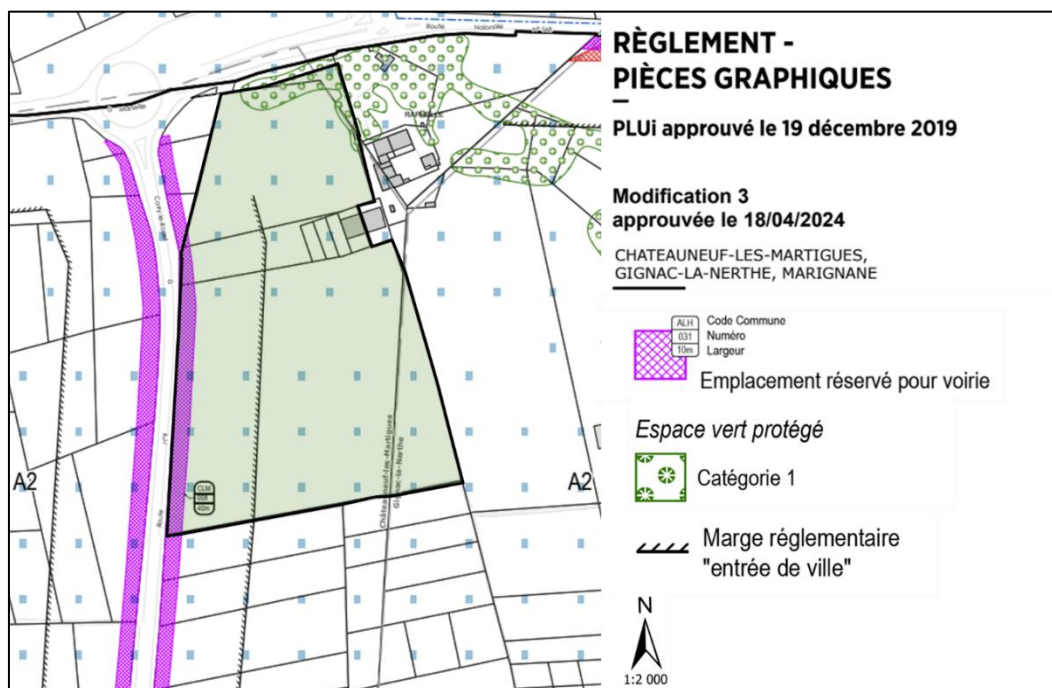 RÈGLEMENT -
PIÈCES GRAPHIQUES
PLUi approuvé le 19 décembre 2019
Modification 3
approuvée le 18/04/2024
CHATEAUNEUF-LES-MARTIGUES,
GIGNAC-LA-NERTHE, MARIGNANE
ALH
031
10m
Code Commune
Numéro
Largeur
Emplacement réservé pour voirie
Espace vert protégé
Catégorie 1
Marge réglementaire
"entrée de ville"
N
1:2 000
Route
A2
A2
CLM
40m
Route
Châteauneuf-les-Martigues
Gignac-la-Nerthe